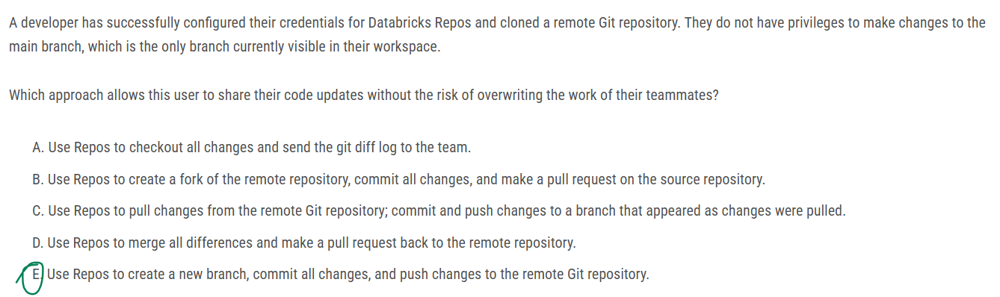 A developer has successfully configured their credentials for Databricks Repos and cloned a remote Git repository. They do not have privileges to make changes to the
main branch, which is the only branch currently visible in their workspace.
Which approach allows this user to share their code updates without the risk of overwriting the work of their teammates?
A. Use Repos to checkout all changes and send the git diff log to the team.
B. Use Repos to create a fork of the remote repository, commit all changes, and make a pull request on the source repository.
C. Use Repos to pull changes from the remote Git repository; commit and push changes to a branch that appeared as changes were pulled.
D. Use Repos to merge all differences and make a pull request back to the remote repository.
E. Use Repos to create a new branch, commit all changes, and push changes to the remote Git repository.